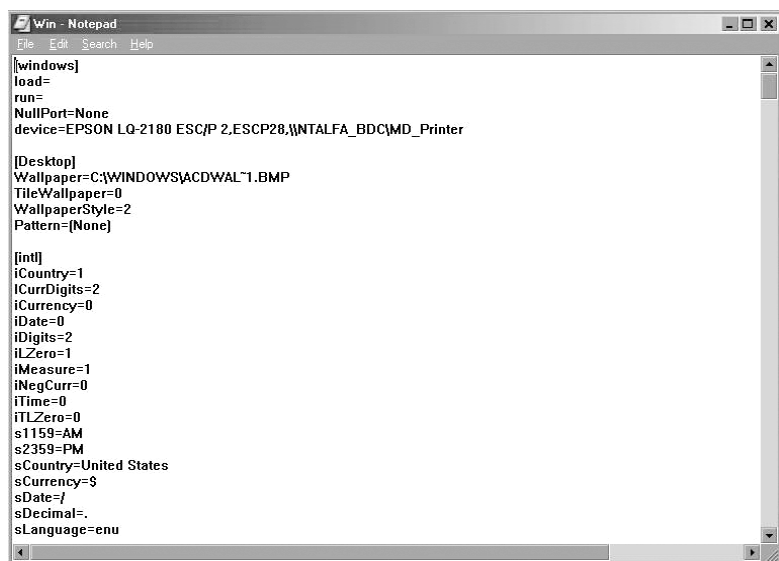 Win - Notepad
File Edit Search Help
[windows]
load=
run=
NullPort=None
device=EPSON LQ-2180 ESC/P 2,ESCP28,\\NTALFA_BDC\MD_Printer
[Desktop]
Wallpaper=C:\WINDOWS\ACDWAL~1.BMP
TileWallpaper=0
WallpaperStyle=2
Pattern=(None)
[intl]
iCountry=1
ICurrDigits=2
iCurrency=0
iDate=0
iDigits=2
iLZero=1
iMeasure=1
iNegCurr=0
iTime=0
iTLZero=0
s1159=AM
s2359=PM
sCountry=United States
sCurrency=$
sDate=/
sDecimal=.
sLanguage=enu